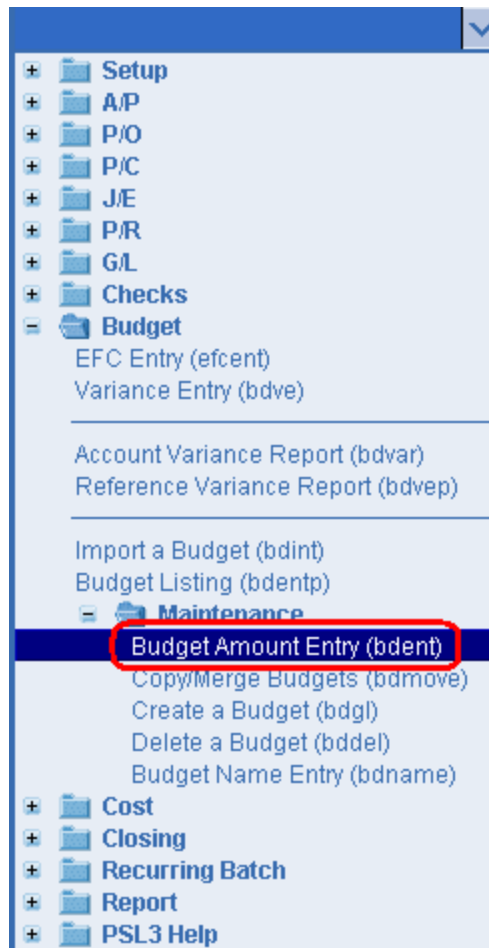 Setup
A/P
P/O
P/C
J/E
P/R
G/L
Checks
Budget
EFC Entry (efcent)
Variance Entry (bdve)
Account Variance Report (bdvar)
Reference Variance Report (bdvep)
Import a Budget (bdint)
Budget Listing (bdentp)
Maintenance
Budget Amount Entry (bdent)
Copy/Merge Budgets (bdmove)
Create a Budget (bdgl)
Delete a Budget (bddel)
Budget Name Entry (bdname)
Cost
Closing
Recurring Batch
Report
PSL3 Help